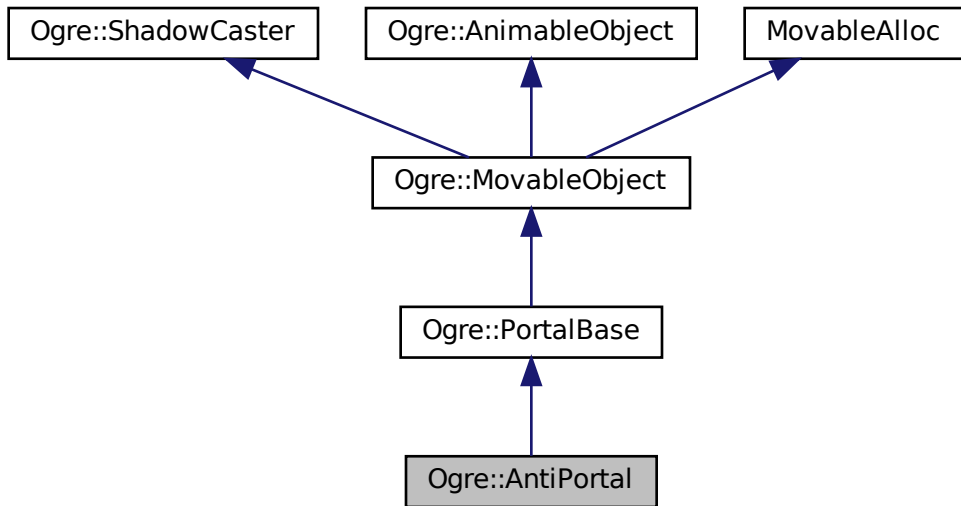 Ogre::ShadowCaster
Ogre::AnimableObject
MovableAlloc
Ogre::MovableObject
Ogre::PortalBase
Ogre::AntiPortal